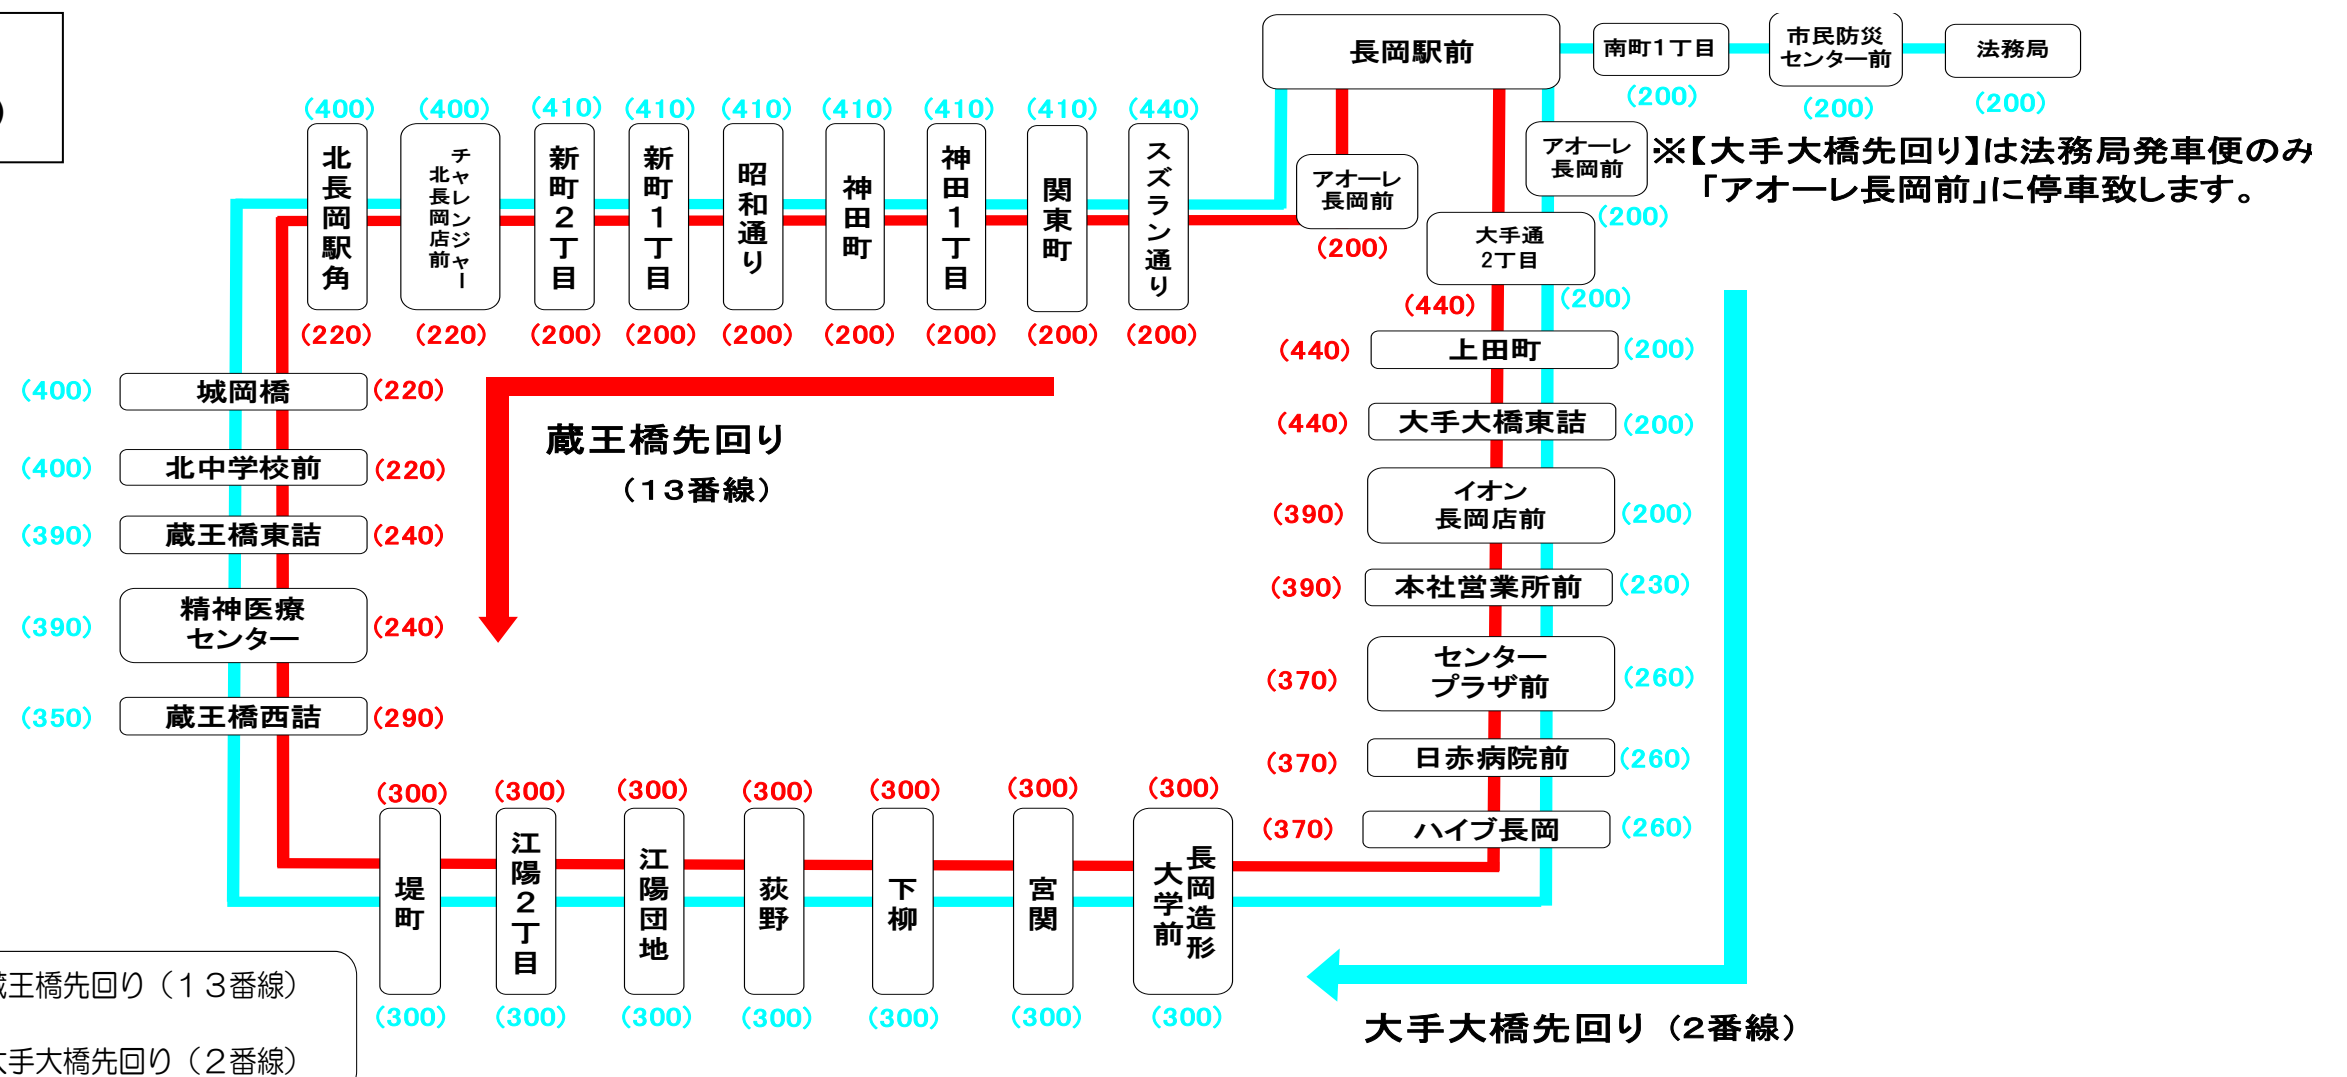 )
長岡駅前
南町1丁目
市民防災
センター前
法務局
(200)
(200)
(200)
(400)
(400)
(410)
(410)
(410)
(410)
(410)
(410)
(440)
北長岡駅角
チャレンジャー
北長岡店前
新町2丁目
新町1丁目
昭和通り
神田町
神田1丁目
関東町
スズラン通り
(220)
(220)
(200)
(200)
(200)
(200)
(200)
(200)
(200)
アオーレ
長岡前
(200)
アオーレ
長岡前
(200)
※【大手大橋先回り】は法務局発車便のみ
「アオーレ長岡前」に停車致します。
大手通
2丁目
(440)
(200)
(440)
上田町
(200)
(440)
大手大橋東詰
(200)
(390)
イオン
長岡店前
(200)
(390)
本社営業所前
(230)
(370)
センター
プラザ前
(260)
(370)
日赤病院前
(260)
(370)
ハイブ長岡
(260)
(400)
城岡橋
(220)
(400)
北中学校前
(220)
(390)
蔵王橋東詰
(240)
(390)
精神医療
センター
(240)
(350)
蔵王橋西詰
(290)
蔵王橋先回り
(13番線)
(300)
(300)
(300)
(300)
(300)
(300)
(300)
堤町
江陽2丁目
江陽団地
荻野
下柳
宮関
長岡造形
大学前
(300)
(300)
(300)
(300)
(300)
(300)
(300)
大手大橋先回り(2番線)
蔵王橋先回り(13番線)
大手大橋先回り(2番線)